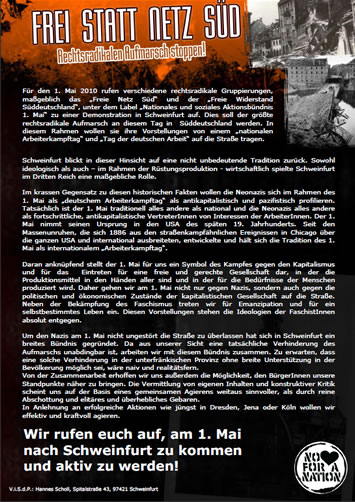 FREI STATT NETZ SÜD
Rechtsradikalen Aufmarsch stoppen!
Für den 1. Mai 2010 rufen verschiedene rechtsradikale Gruppierungen,
maßgeblich das „Freie Netz Süd“ und der „Freie Widerstand
Süddeutschland“, unter dem Label „Nationales und soziales Aktionsbündnis
1. Mai“ zu einer Demonstration in Schweinfurt auf. Dies soll der größte
rechtsradikale Aufmarsch an diesem Tag in Süddeutschland werden. In
diesem Rahmen wollen sie ihre Vorstellungen von einem „nationalen
Arbeiterkampftag“ und „Tag der deutschen Arbeit“ auf die Straße tragen.
Schweinfurt blickt in dieser Hinsicht auf eine nicht unbedeutende Tradition zurück. Sowohl
ideologisch als auch – im Rahmen der Rüstungsproduktion - wirtschaftlich spielte Schweinfurt
im Dritten Reich eine maßgebliche Rolle.
Im krassen Gegensatz zu diesen historischen Fakten wollen die Neonazis sich im Rahmen des
1. Mai als „deutschem Arbeiterkampftag“ als antikapitalistisch und pazifistisch profilieren.
Tatsächlich ist der 1. Mai traditionell alles andere als national und die Neonazis alles andere
als fortschrittliche, antikapitalistische VertreterInnen von Interessen der ArbeiterInnen. Der 1.
Mai nimmt seinen Ursprung in den USA des späten 19. Jahrhunderts. Seit den
Massenunruhen, die sich 1886 aus den straßenkampfähnlichen Ereignissen in Chicago über
die ganzen USA und international ausbreiteten, entwickelte und hält sich die Tradition des 1.
Mai als internationalem „Arbeiterkampftag“.
Daran anknüpfend stellt der 1. Mai für uns ein Symbol des Kampfes gegen den Kapitalismus
und für das Eintreten für eine freie und gerechte Gesellschaft dar, in der die
Produktionsmittel in den Händen aller sind und in der für die Bedürfnisse der Menschen
produziert wird. Daher gehen wir am 1. Mai nicht nur gegen Nazis, sondern auch gegen die
politischen und ökonomischen Zustände der kapitalistischen Gesellschaft auf die Straße.
Neben der Bekämpfung des Faschismus treten wir für Emanzipation und für ein
selbstbestimmtes Leben ein. Diesen Vorstellungen stehen die Ideologien der FaschistInnen
absolut entgegen.
Um den Nazis am 1. Mai nicht ungestört die Straße zu überlassen hat sich in Schweinfurt ein
breites Bündnis gegründet. Da aus unserer Sicht eine tatsächliche Verhinderung des
Aufmarschs unabdingbar ist, arbeiten wir mit diesem Bündnis zusammen. Zu erwarten, dass
eine solche Verhinderung in der unterfränkischen Provinz ohne breite Unterstützung in der
Bevölkerung möglich sei, wäre naiv und realitätsfern.
Von der Zusammenarbeit erhoffen wir uns außerdem die Möglichkeit, den BürgerInnen unsere
Standpunkte näher zu bringen. Die Vermittlung von eigenen Inhalten und konstruktiver Kritik
scheint uns auf der Basis eines gemeinsamen Agierens weitaus sinnvoller, als durch reine
Abschottung und elitäres und überhebliches Gebaren.
In Anlehnung an erfolgreiche Aktionen wie jüngst in Dresden, Jena oder Köln wollen wir
effektiv und kraftvoll agieren.
Wir rufen euch auf, am 1. Mai
nach Schweinfurt zu kommen
und aktiv zu werden!
NO
FOR A
NATION
V.i.S.d.P.: Hannes Scholl, Spitalstraße 43, 97421 Schweinfurt